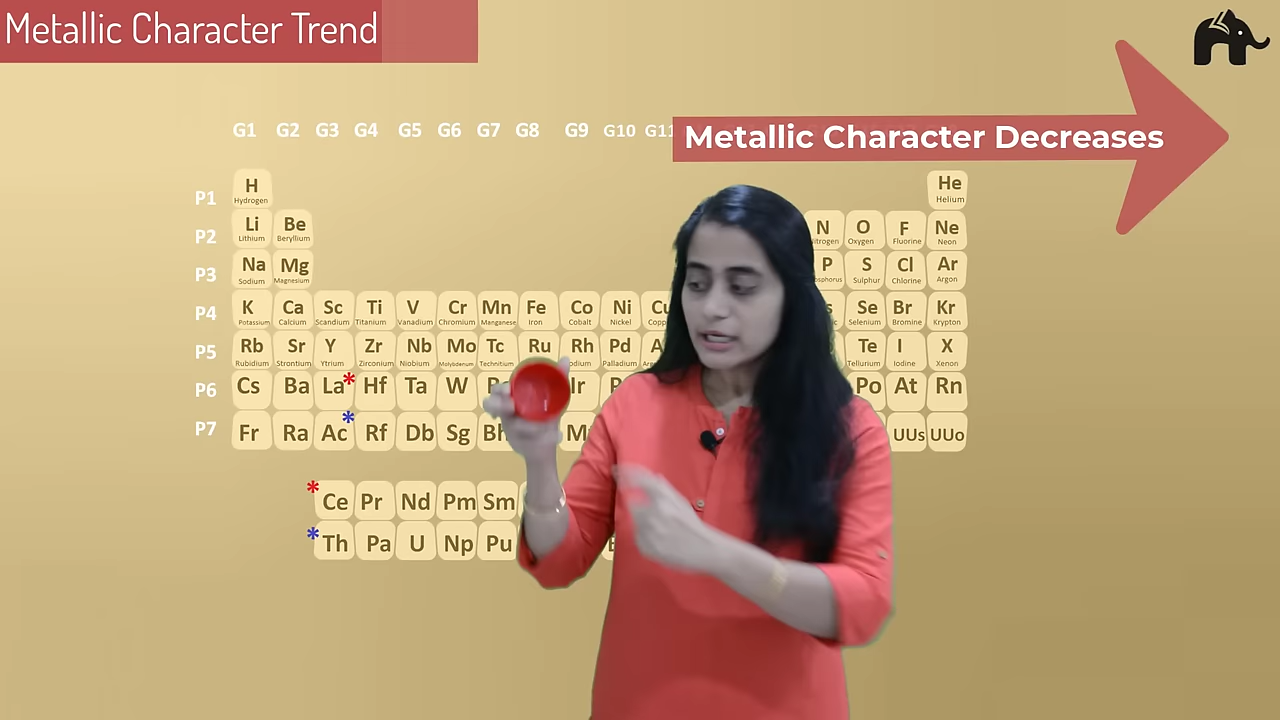 Metallic Character Trend
G1 G2 G3 G4 G5 G6 G7 G8 G9 G10 G11
Metallic Character Decreases
P1 H He
Hydrogen Helium
P2 Li Be N O F Ne
Lithium Beryllium Oxygen Fluorine Neon
P3 Na Mg P S Cl Ar
Sodium Magnesium Sulphur Chlorine Argon
P4 K Ca Sc Ti V Cr Mn Fe Co Ni Se Br Kr
Potassium Calcium Scandium Titanium Vanadium Chromium Manganese Iron Cobalt Nickel Selenium Bromine Krypton
P5 Rb Sr Y Zr Nb Mo Tc Ru Rh Pd Te I X
Rubidium Strontium Ytrium Zirconium Niobium Molybdenum Technitium Palladium Tellurium Iodine Xenon
P6 Cs Ba La* Hf Ta W Ir Po At Rn
P7 Fr Ra Ac* Rf Db Sg Bh UUs UUo
* Ce Pr Nd Pm Sm
* Th Pa U Np Pu